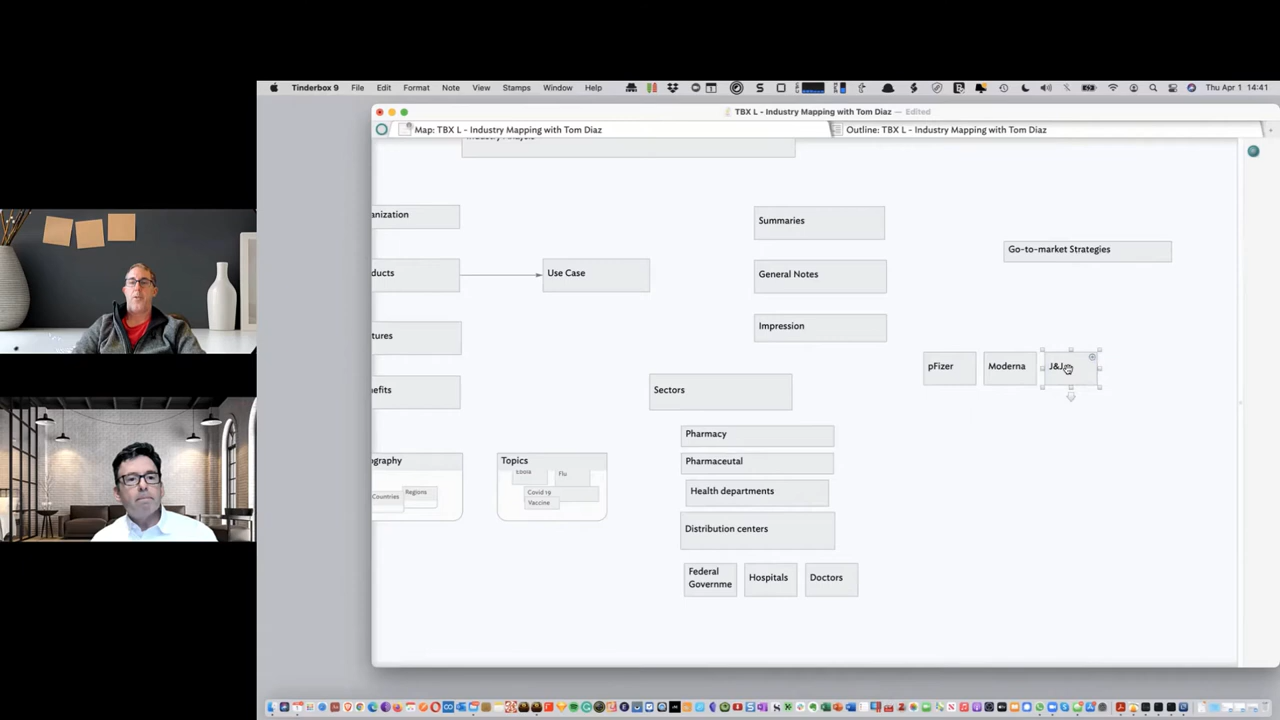 Tinderbox 9 File Edit Format Note View Stamps Window Help Thu Apr 1 14:41
TBX L - Industry Mapping with Tom Diaz — Edited
Map: TBX L - Industry Mapping with Tom Diaz
Outline: TBX L - Industry Mapping with Tom Diaz
anization
Summaries
Go-to-market Strategies
ducts
Use Case
General Notes
tures
Impression
pFizer
Moderna
J&J
efits
Sectors
Pharmacy
ography
Countries
Regions
Topics
Ebola
Flu
Covid 19
Vaccine
Pharmaceutal
Health departments
Distribution centers
Federal
Governme
Hospitals
Doctors